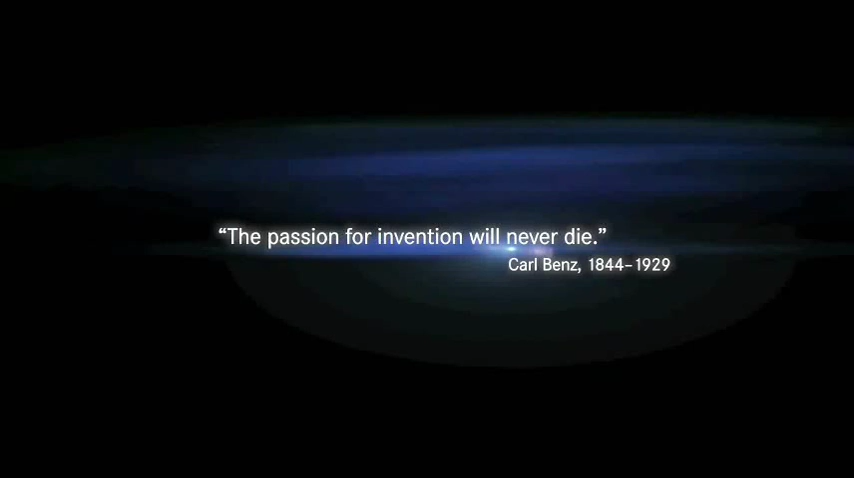 “The passion for invention will never die.”
Carl Benz, 1844–1929